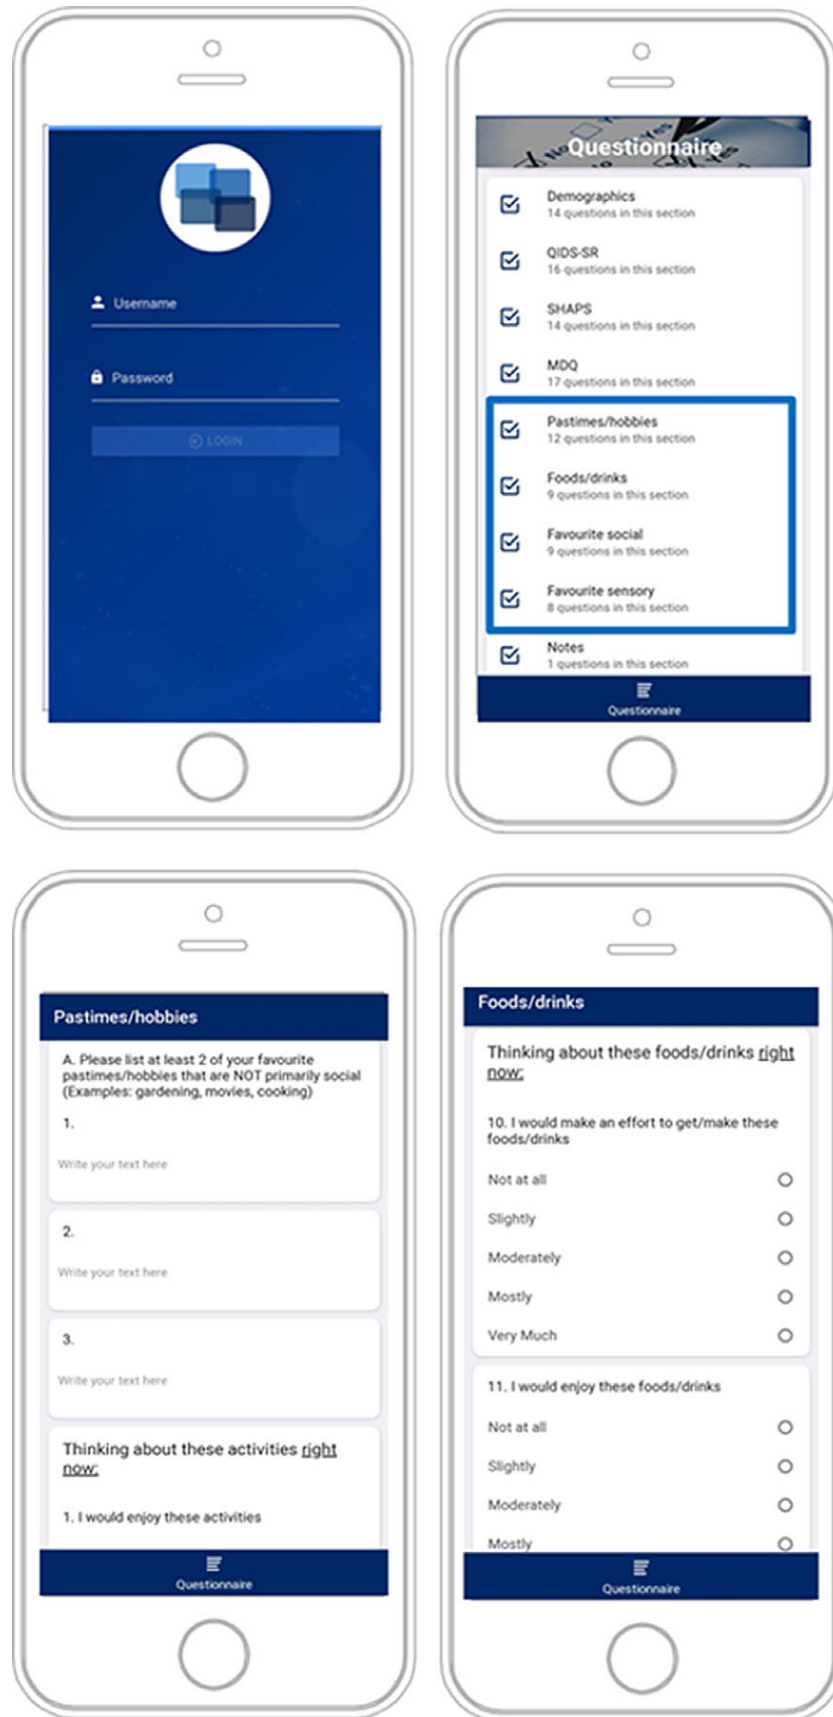 Username
Password
LOGIN
Questionnaire
Demographics
14 questions in this section
QIDS-SR
16 questions in this section
SHAPS
14 questions in this section
MDQ
17 questions in this section
Pastimes/hobbies
12 questions in this section
Foods/drinks
9 questions in this section
Favourite social
9 questions in this section
Favourite sensory
8 questions in this section
Notes
1 questions in this section
Questionnaire
Pastimes/hobbies
A. Please list at least 2 of your favourite
pastimes/hobbies that are NOT primarily social
(Examples: gardening, movies, cooking)
1.
Write your text here
2.
Write your text here
3.
Write your text here
Thinking about these activities right
now:
1. I would enjoy these activities
Questionnaire
Foods/drinks
Thinking about these foods/drinks right
now:
10. I would make an effort to get/make these
foods/drinks
Not at all
Slightly
Moderately
Mostly
Very Much
11. I would enjoy these foods/drinks
Not at all
Slightly
Moderately
Mostly
Questionnaire